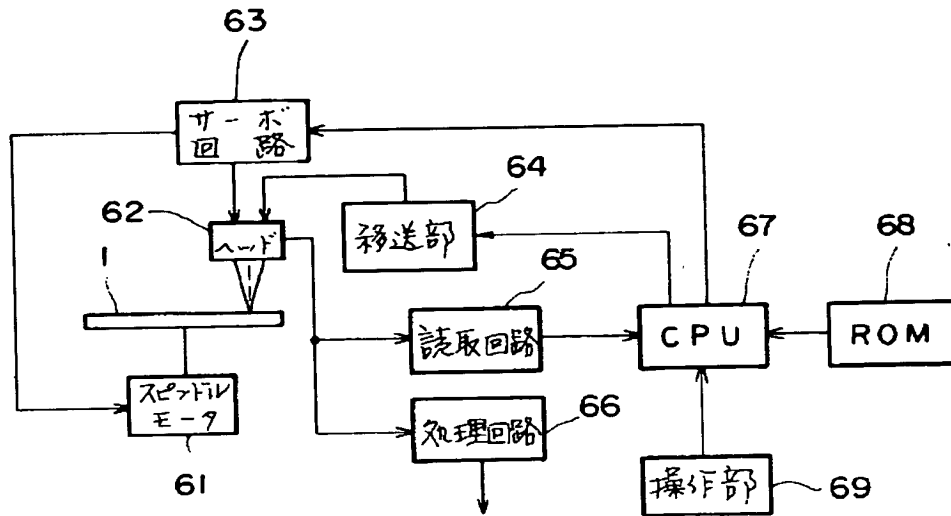 63
サーボ
回路
64
62
ヘッド
移送部
67
68
1
65
読取回路
CPU
ROM
スピンドル
モータ
66
処理回路
61
操作部
69